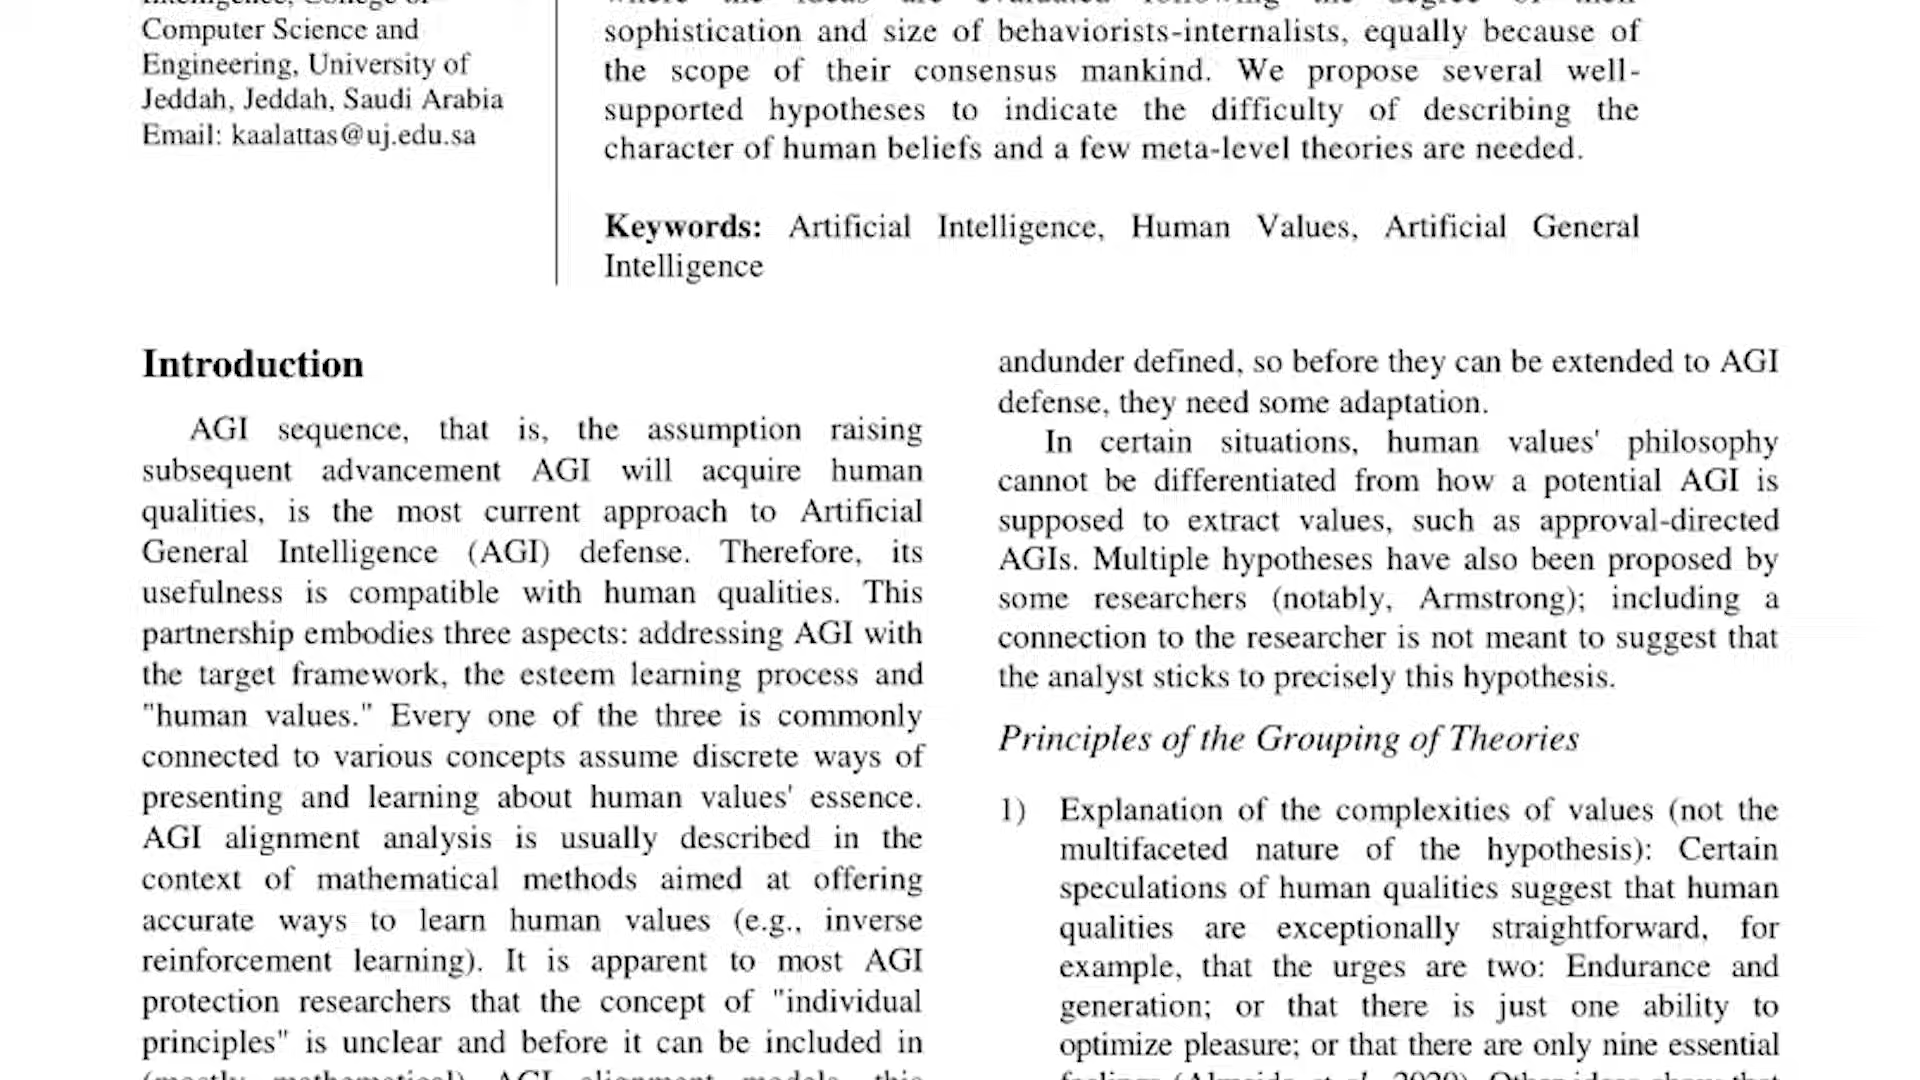 Computer Science and
Engineering, University of
Jeddah, Jeddah, Saudi Arabia
Email: kaalattas@uj.edu.sa
sophistication and size of behaviorists-internalists, equally because of
the scope of their consensus mankind. We propose several well-
supported hypotheses to indicate the difficulty of describing the
character of human beliefs and a few meta-level theories are needed.
Keywords: Artificial Intelligence, Human Values, Artificial General
Intelligence
Introduction
AGI sequence, that is, the assumption raising
subsequent advancement AGI will acquire human
qualities, is the most current approach to Artificial
General Intelligence (AGI) defense. Therefore, its
usefulness is compatible with human qualities. This
partnership embodies three aspects: addressing AGI with
the target framework, the esteem learning process and
"human values." Every one of the three is commonly
connected to various concepts assume discrete ways of
presenting and learning about human values' essence.
AGI alignment analysis is usually described in the
context of mathematical methods aimed at offering
accurate ways to learn human values (e.g., inverse
reinforcement learning). It is apparent to most AGI
protection researchers that the concept of "individual
principles" is unclear and before it can be included in
andunder defined, so before they can be extended to AGI
defense, they need some adaptation.
In certain situations, human values' philosophy
cannot be differentiated from how a potential AGI is
supposed to extract values, such as approval-directed
AGIs. Multiple hypotheses have also been proposed by
some researchers (notably, Armstrong); including a
connection to the researcher is not meant to suggest that
the analyst sticks to precisely this hypothesis.
Principles of the Grouping of Theories
1) Explanation of the complexities of values (not the
multifaceted nature of the hypothesis): Certain
speculations of human qualities suggest that human
qualities are exceptionally straightforward, for
example, that the urges are two: Endurance and
generation; or that there is just one ability to
optimize pleasure; or that there are only nine essential